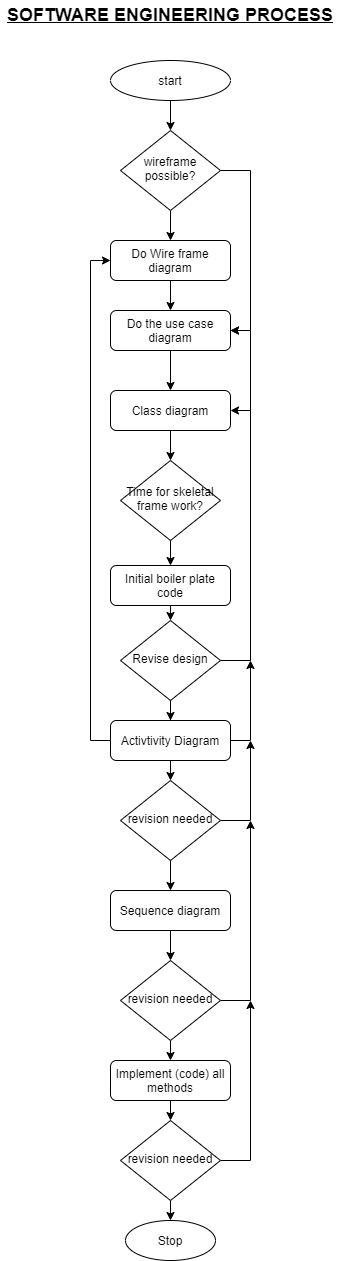 SOFTWARE ENGINEERING PROCESS
start
wireframe
possible?
Do Wire frame
diagram
Do the use case
diagram
Class diagram
Time for skeletal
frame work?
Initial boiler plate
code
Revise design
Activtivity Diagram
revision needed
Sequence diagram
revision needed
Implement (code) all
methods
revision needed
Stop